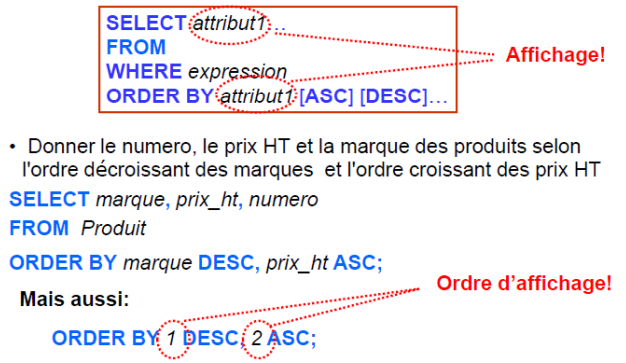 SELECT attribut1…
FROM
WHERE expression
ORDER BY attribut1 [ASC] [DESC]…
Affichage!
• Donner le numero, le prix HT et la marque des produits selon
l'ordre décroissant des marques et l'ordre croissant des prix HT
SELECT marque, prix_ht, numero
FROM Produit
ORDER BY marque DESC, prix_ht ASC;
Ordre d'affichage!
Mais aussi:
ORDER BY 1 DESC, 2 ASC;